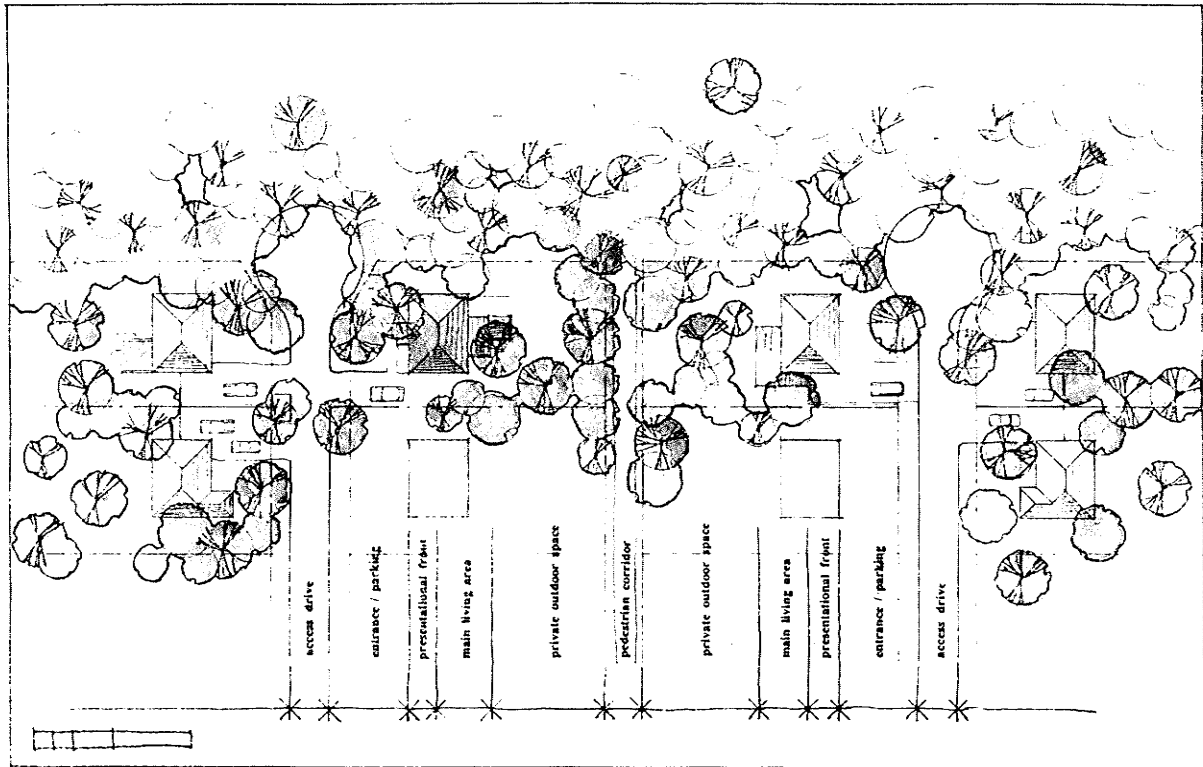 access drive
entrance / parking
presentational front
main living area
private outdoor space
pedestrian corridor
private outdoor space
main living area
presentational front
entrance / parking
access drive